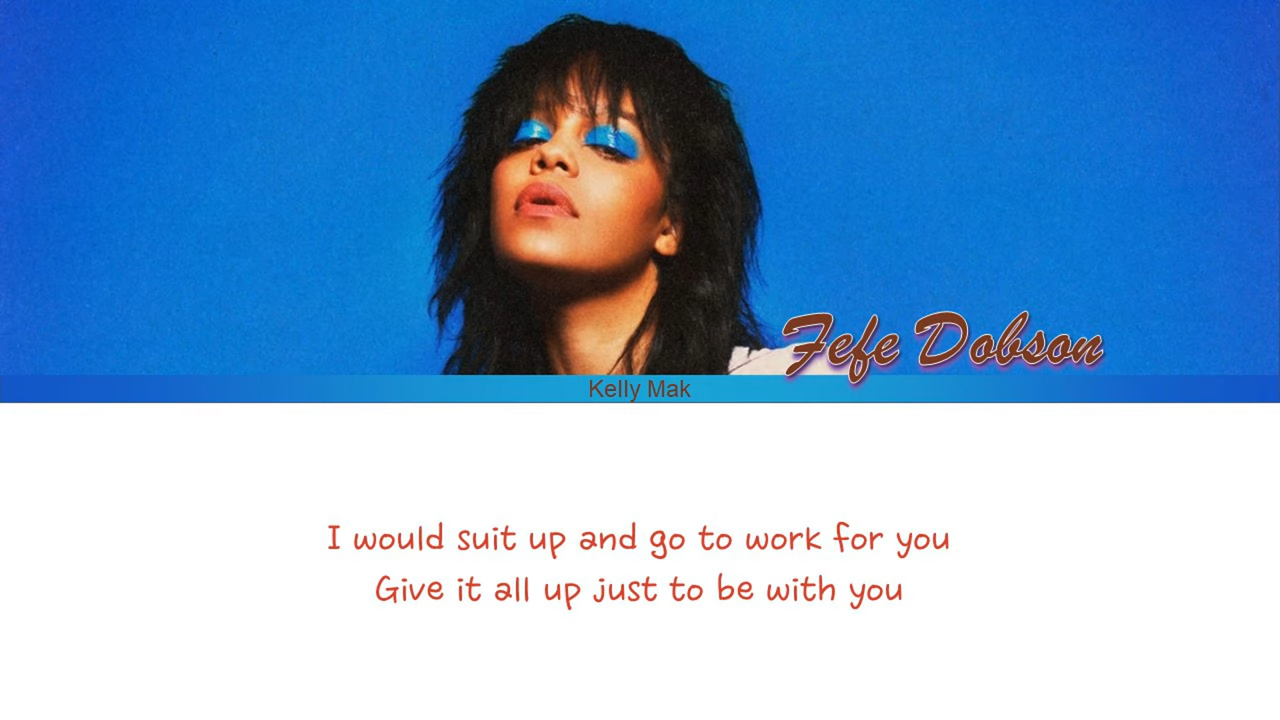 Fefe Dobson
Kelly Mak
I would suit up and go to work for you
Give it all up just to be with you